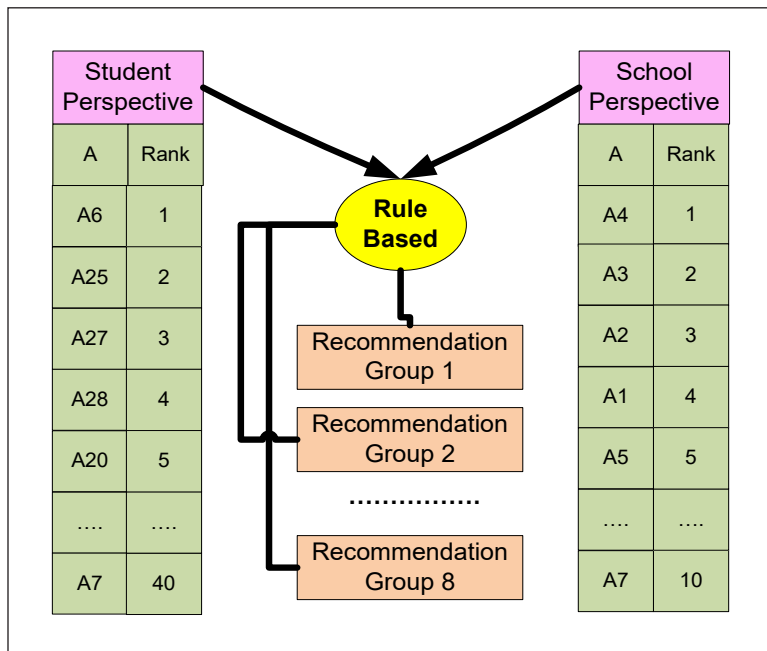 Student
Perspective
A Rank
A6 1
A25 2
A27 3
A28 4
A20 5
.... ....
A7 40
Rule
Based
Recommendation
Group 1
Recommendation
Group 2
................
Recommendation
Group 8
School
Perspective
A Rank
A4 1
A3 2
A2 3
A1 4
A5 5
.... ....
A7 10